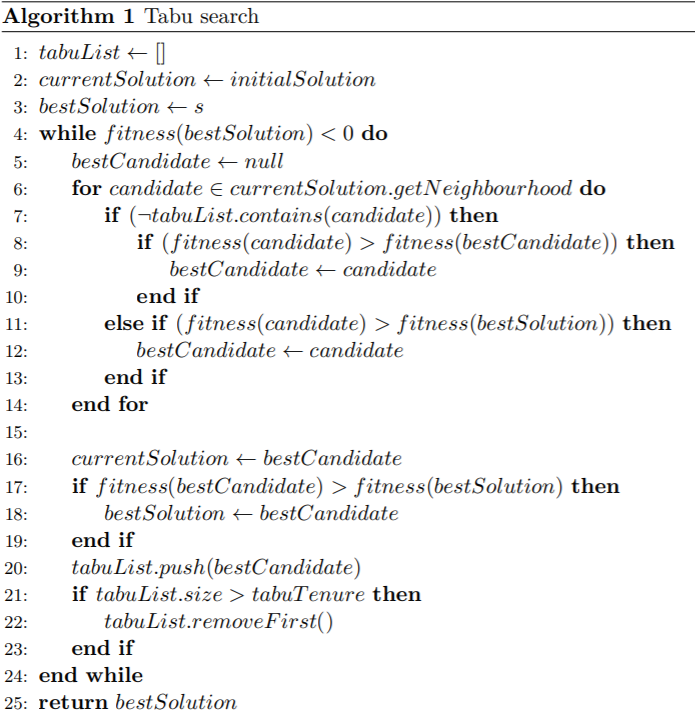 Algorithm 1 Tabu search
1: tabuList ← []
2: currentSolution ← initialSolution
3: bestSolution ← s
4: while fitness(bestSolution) < 0 do
5: bestCandidate ← null
6: for candidate ∈ currentSolution.getNeighbourhood do
7: if (¬tabuList.contains(candidate)) then
8: if (fitness(candidate) > fitness(bestCandidate)) then
9: bestCandidate ← candidate
10: end if
11: else if (fitness(candidate) > fitness(bestSolution)) then
12: bestCandidate ← candidate
13: end if
14: end for
15:
16: currentSolution ← bestCandidate
17: if fitness(bestCandidate) > fitness(bestSolution) then
18: bestSolution ← bestCandidate
19: end if
20: tabuList.push(bestCandidate)
21: if tabuList.size > tabuTenure then
22: tabuList.removeFirst()
23: end if
24: end while
25: return bestSolution